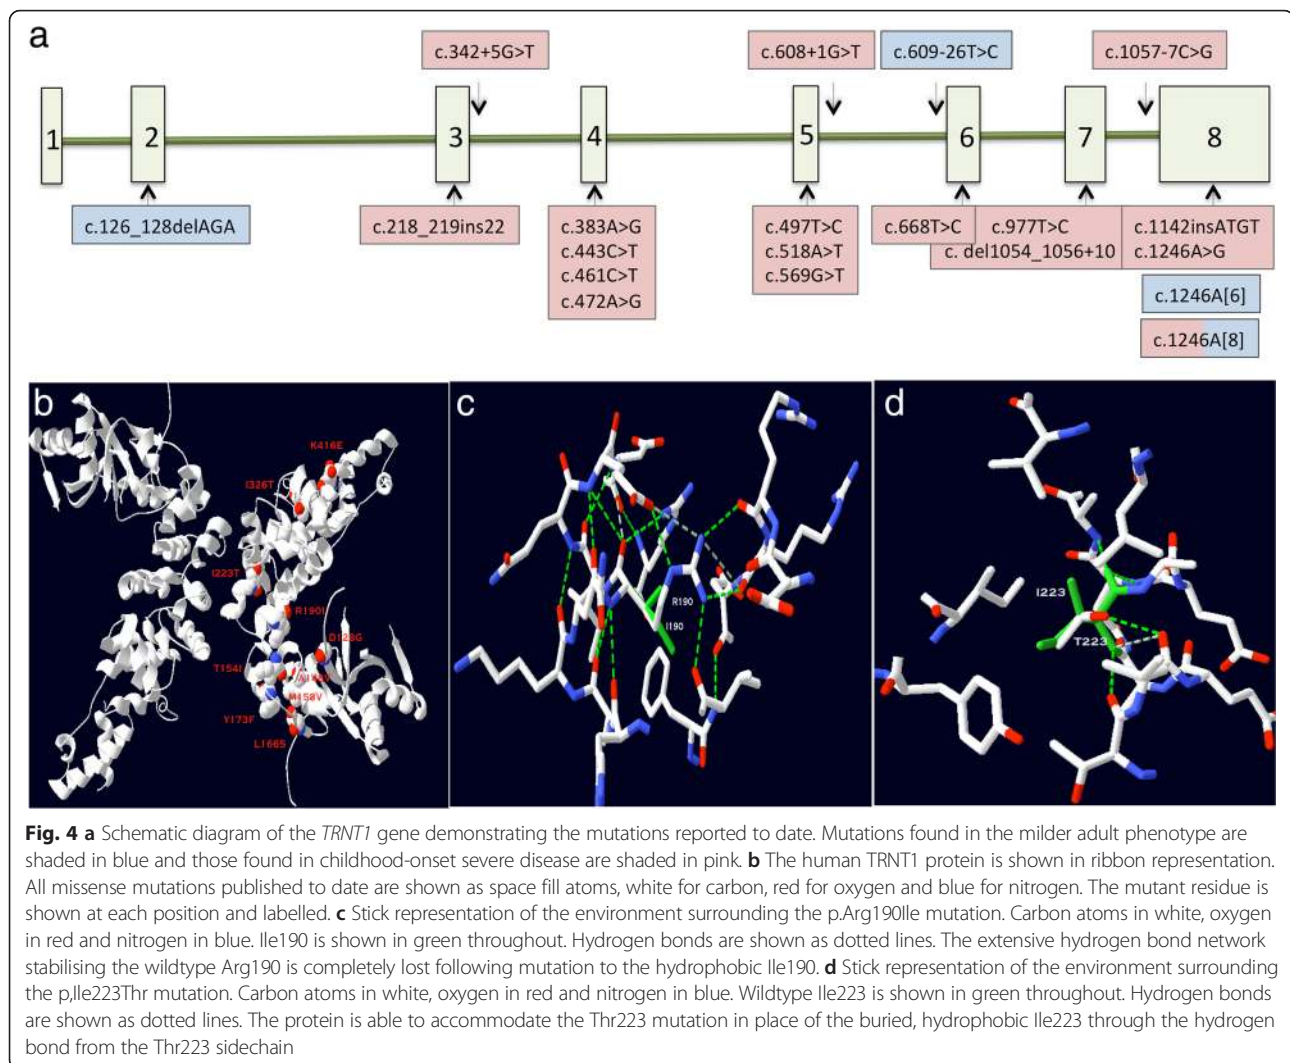 a
c.342+5G>T
c.608+1G>T
c.609-26T>C
c.1057-7C>G
1
2
3
4
5
6
7
8
c.126_128delAGA
c.218_219ins22
c.383A>G
c.443C>T
c.461C>T
c.472A>G
c.497T>C
c.518A>T
c.569G>T
c.668T>C
c.977T>C
c. del1054_1056+10
c.1142insATGT
c.1246A>G
c.1246A[6]
c.1246A[8]
b
K416E
I326T
I223T
R190I
D128G
T154I
M158V
Y173F
L166S
c
R190
I190
d
I223
T223
Fig. 4 a Schematic diagram of the TRNT1 gene demonstrating the mutations reported to date. Mutations found in the milder adult phenotype are
shaded in blue and those found in childhood-onset severe disease are shaded in pink. b The human TRNT1 protein is shown in ribbon representation.
All missense mutations published to date are shown as space fill atoms, white for carbon, red for oxygen and blue for nitrogen. The mutant residue is
shown at each position and labelled. c Stick representation of the environment surrounding the p.Arg190Ile mutation. Carbon atoms in white, oxygen
in red and nitrogen in blue. Ile190 is shown in green throughout. Hydrogen bonds are shown as dotted lines. The extensive hydrogen bond network
stabilising the wildtype Arg190 is completely lost following mutation to the hydrophobic Ile190. d Stick representation of the environment surrounding
the p,Ile223Thr mutation. Carbon atoms in white, oxygen in red and nitrogen in blue. Wildtype Ile223 is shown in green throughout. Hydrogen bonds
are shown as dotted lines. The protein is able to accommodate the Thr223 mutation in place of the buried, hydrophobic Ile223 through the hydrogen
bond from the Thr223 sidechain